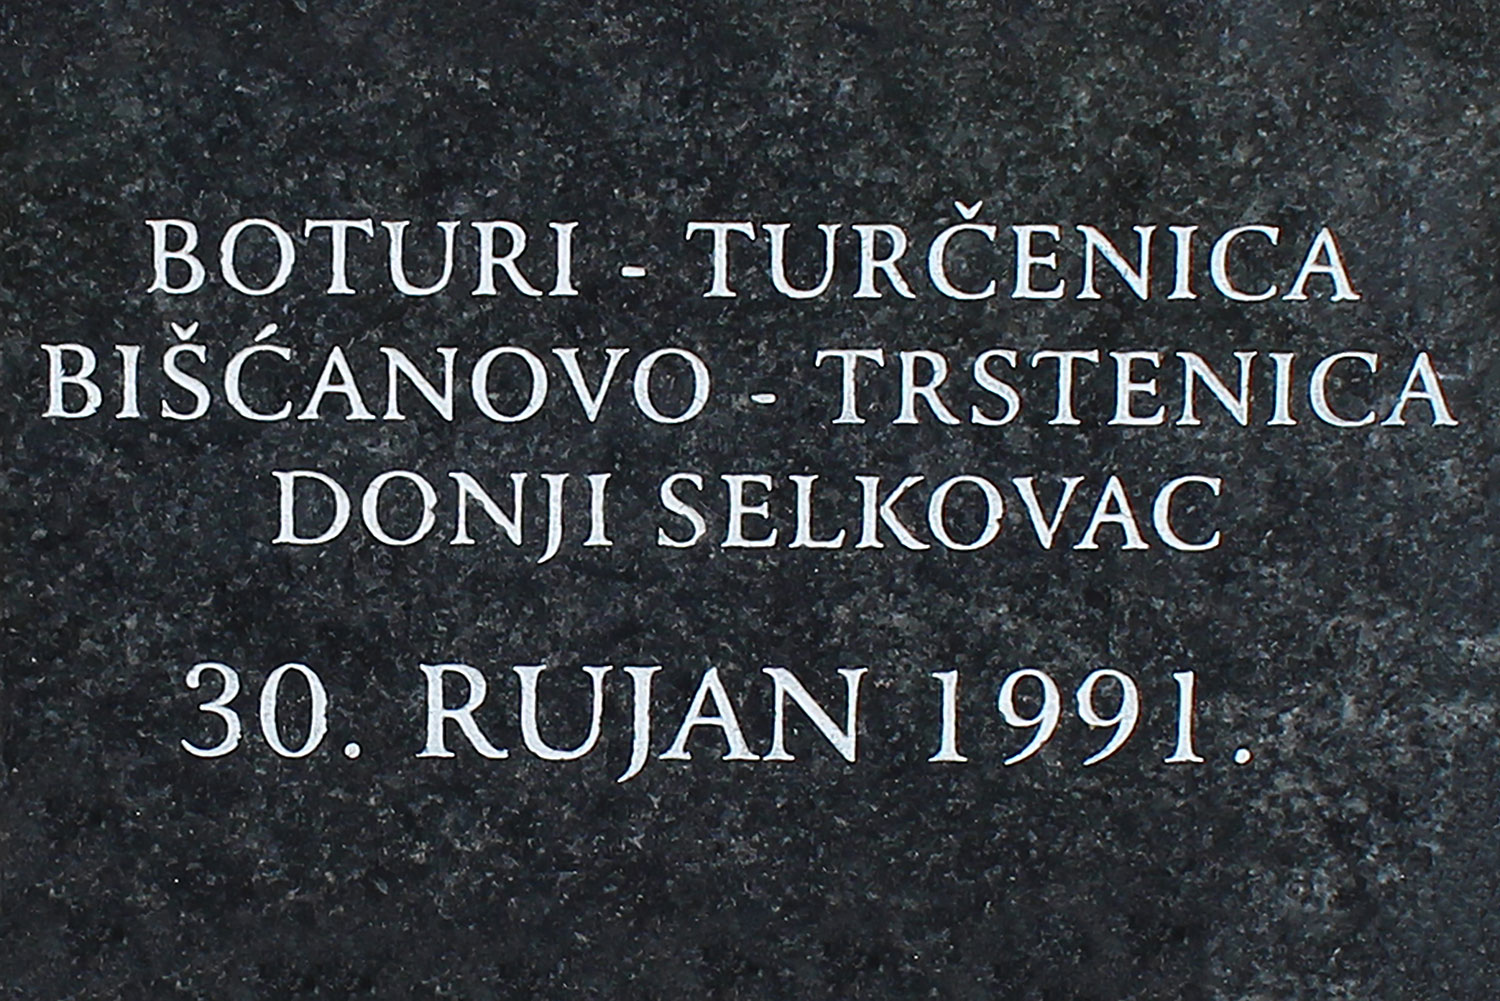 BOTURI - TURČENICA
BIŠĆANOVO - TRSTENICA
DONJI SELKOVAC
30. RUJAN 1991.